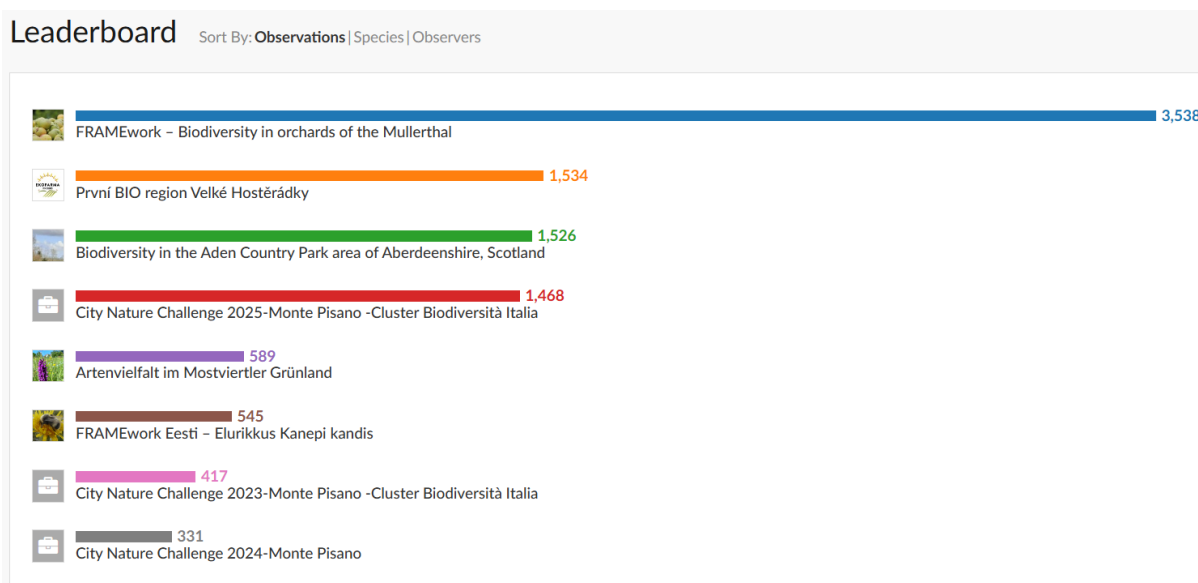 Leaderboard Sort By: Observations | Species | Observers
3,538
FRAMEwork – Biodiversity in orchards of the Mullerthal
EKOFARMA
1,534
První BIO region Velké Hostěrádky
1,526
Biodiversity in the Aden Country Park area of Aberdeenshire, Scotland
1,468
City Nature Challenge 2025-Monte Pisano -Cluster Biodiversità Italia
589
Artenvielfalt im Mostviertler Grünland
545
FRAMEwork Eesti – Elurikkus Kanepi kandis
417
City Nature Challenge 2023-Monte Pisano -Cluster Biodiversità Italia
331
City Nature Challenge 2024-Monte Pisano